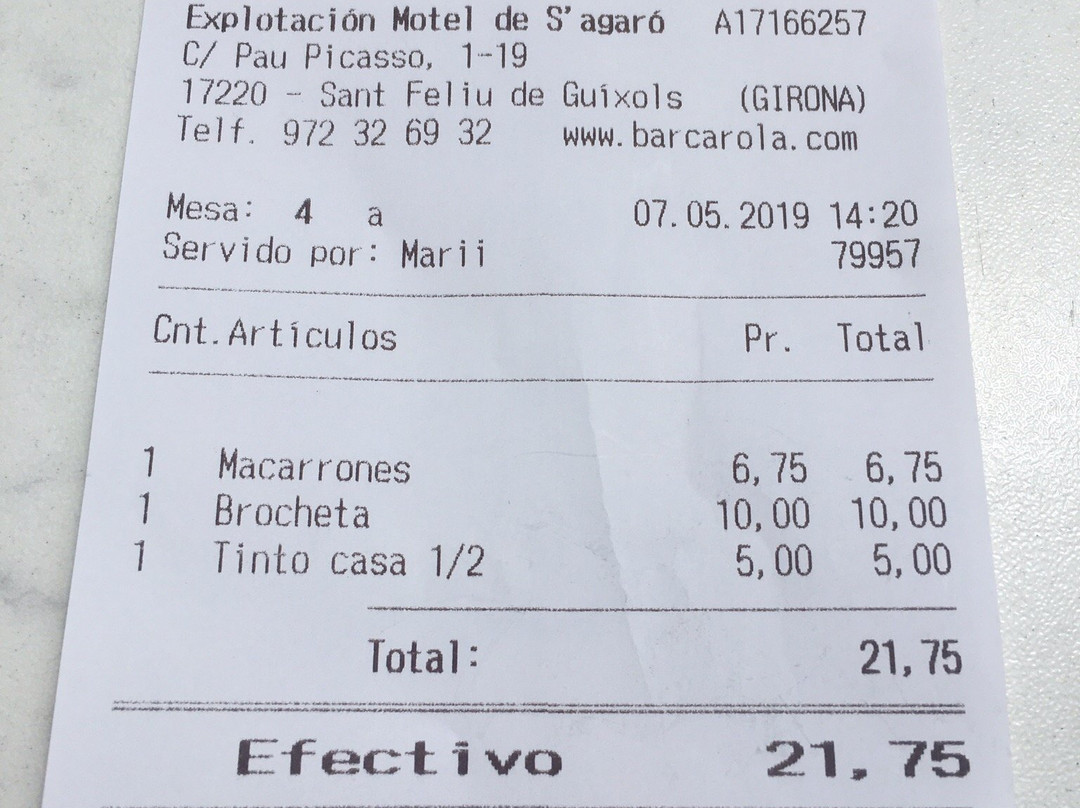 Explotación Motel de S'agaró A17166257
C/ Pau Picasso, 1-19
17220 - Sant Feliu de Guíxols (GIRONA)
Telf. 972 32 69 32 www.barcarola.com
Mesa: 4 a 07.05.2019 14:20
Servido por: Marii 79957
Cnt. Artículos Pr. Total
1 Macarrones 6,75 6,75
1 Brocheta 10,00 10,00
1 Tinto casa 1/2 5,00 5,00
Total: 21,75
Efectivo 21,75